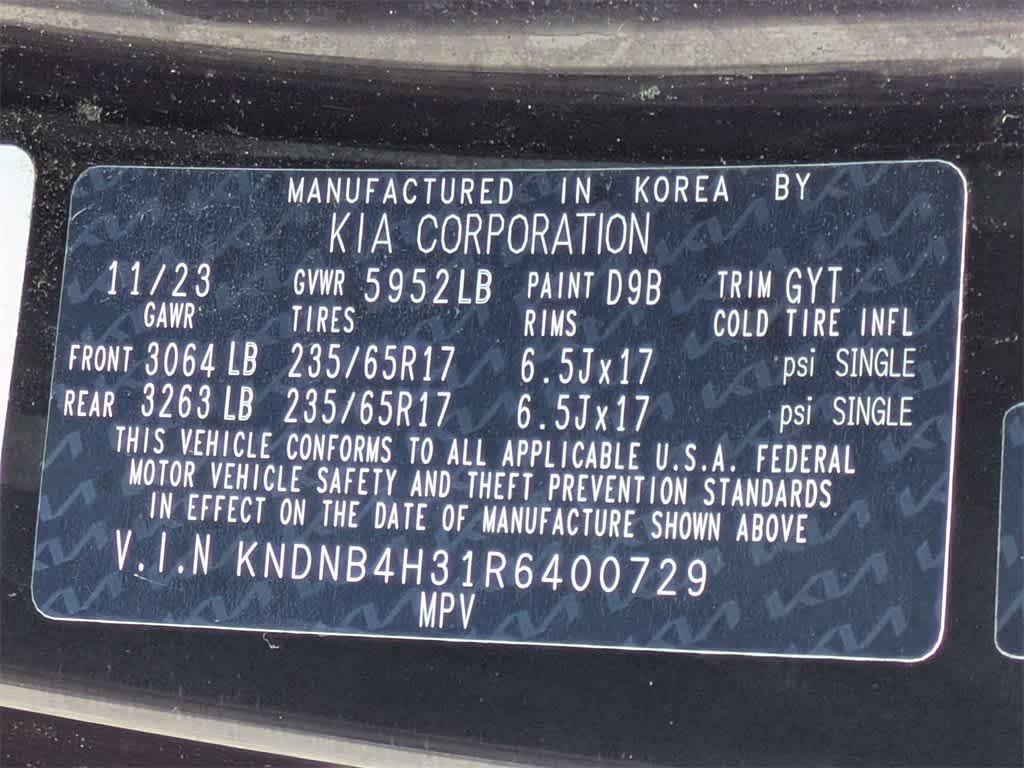 MANUFACTURED IN KOREA BY
KIA CORPORATION
11/23 GVWR 5952LB PAINT D9B TRIM GYT
GAWR TIRES RIMS COLD TIRE INFL
FRONT 3064 LB 235/65R17 6.5Jx17 psi SINGLE
REAR 3263 LB 235/65R17 6.5Jx17 psi SINGLE
THIS VEHICLE CONFORMS TO ALL APPLICABLE U.S.A. FEDERAL
MOTOR VEHICLE SAFETY AND THEFT PREVENTION STANDARDS
IN EFFECT ON THE DATE OF MANUFACTURE SHOWN ABOVE
V.I.N KNDNB4H31R6400729
MPV